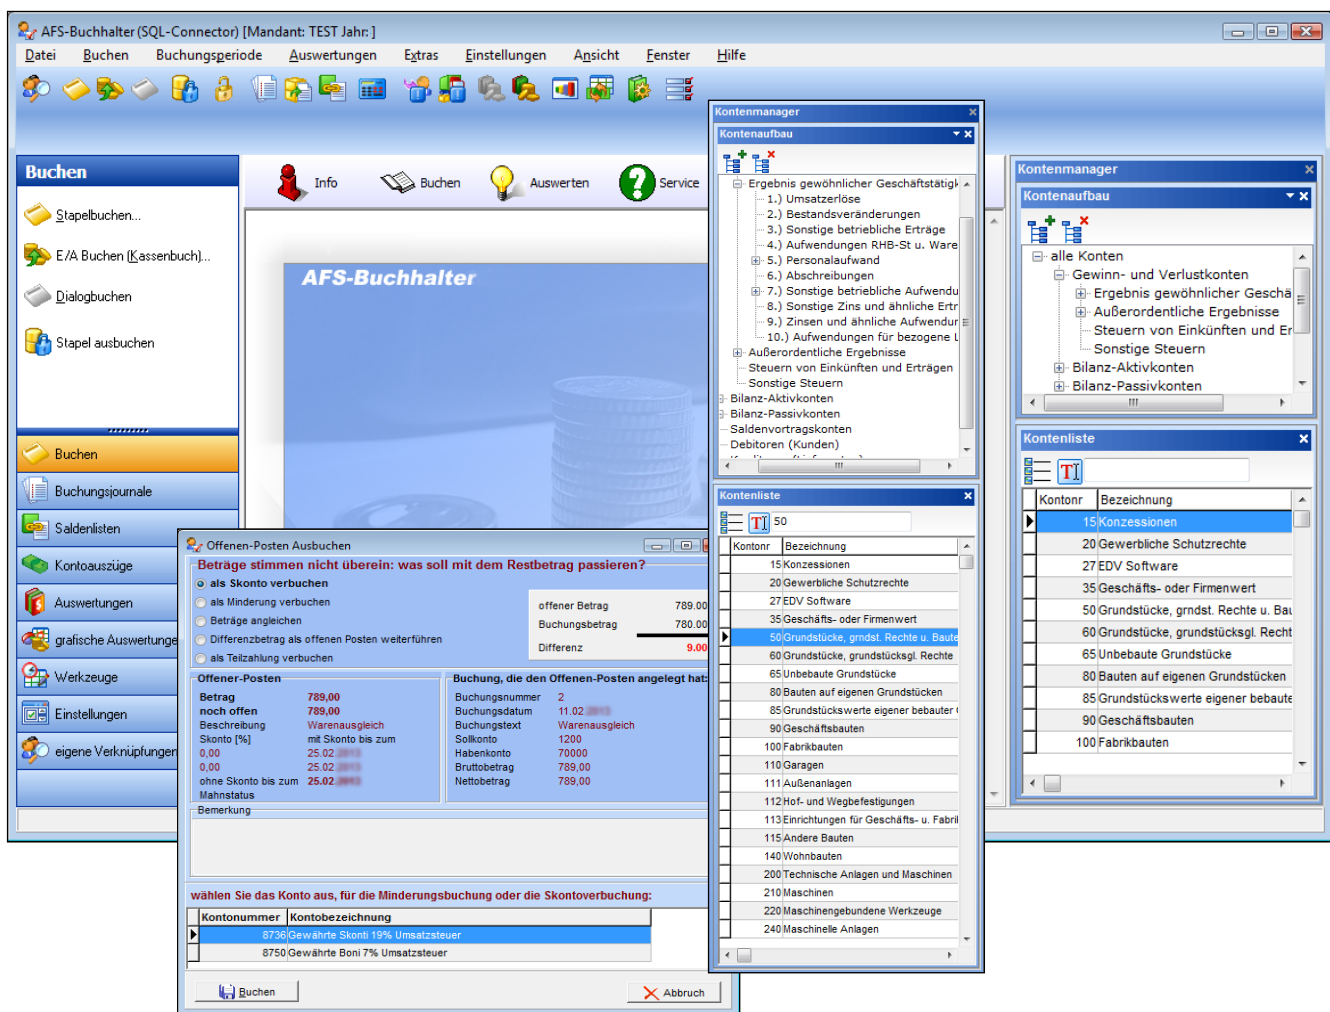 AFS-Buchhalter (SQL-Connector) [Mandant: TEST Jahr: ]
Datei Buchen Buchungsperiode Auswertungen Extras Einstellungen Ansicht Fenster Hilfe
Buchen
Stapelbuchen...
E/A Buchen (Kassenbuch)...
Dialogbuchen
Stapel ausbuchen
Buchen
Buchungsjournale
Saldenlisten
Kontoauszüge
Auswertungen
grafische Auswertunge
Werkzeuge
Einstellungen
eigene Verknüpfungen
Info Buchen Auswerten Service
AFS-Buchhalter
Offenen-Posten Ausbuchen
Beträge stimmen nicht überein: was soll mit dem Restbetrag passieren?
als Skonto verbuchen
als Minderung verbuchen
Beträge angleichen
Differenzbetrag als offenen Posten weiterführen
als Teilzahlung verbuchen
offener Betrag 789.00
Buchungsbetrag 780.00
Differenz 9.00
Offener-Posten
Betrag 789,00
noch offen 789,00
Beschreibung Warenausgleich
Skonto [%] mit Skonto bis zum
0,00 25.02
0,00 25.02
ohne Skonto bis zum 25.02
Mahnstatus
Buchung, die den Offenen-Posten angelegt hat:
Buchungsnummer 2
Buchungsdatum 11.02
Buchungstext Warenausgleich
Sollkonto 1200
Habenkonto 70000
Bruttobetrag 789,00
Nettobetrag 789,00
Bemerkung
wählen Sie das Konto aus, für die Minderungsbuchung oder die Skontoverbuchung:
Kontonummer Kontobezeichnung
8736 Gewährte Skonti 19% Umsatzsteuer
8750 Gewährte Boni 7% Umsatzsteuer
Buchen Abbruch
Kontenmanager
Kontenaufbau
Ergebnis gewöhnlicher Geschäftstätigk
1.) Umsatzerlöse
2.) Bestandsveränderungen
3.) Sonstige betriebliche Erträge
4.) Aufwendungen RHB-St u. Ware
5.) Personalaufwand
6.) Abschreibungen
7.) Sonstige betriebliche Aufwendu
8.) Sonstige Zins und ähnliche Ertr
9.) Zinsen und ähnliche Aufwendur
10.) Aufwendungen für bezogene L
Außerordentliche Ergebnisse
Steuern von Einkünften und Erträgen
Sonstige Steuern
Bilanz-Aktivkonten
Bilanz-Passivkonten
Saldenvortragskonten
Debitoren (Kunden)
Kontenliste
50
Kontonr Bezeichnung
15 Konzessionen
20 Gewerbliche Schutzrechte
27 EDV Software
35 Geschäfts- oder Firmenwert
50 Grundstücke, grndst. Rechte u. Baute
60 Grundstücke, grundstücksgl. Rechte
65 Unbebaute Grundstücke
80 Bauten auf eigenen Grundstücken
85 Grundstückswerte eigener bebauter
90 Geschäftsbauten
100 Fabrikbauten
110 Garagen
111 Außenanlagen
112 Hof- und Wegbefestigungen
113 Einrichtungen für Geschäfts- u. Fabri
115 Andere Bauten
140 Wohnbauten
200 Technische Anlagen und Maschinen
210 Maschinen
220 Maschinengebundene Werkzeuge
240 Maschinelle Anlagen
Kontenmanager
Kontenaufbau
alle Konten
Gewinn- und Verlustkonten
Ergebnis gewöhnlicher Geschä
Außerordentliche Ergebnisse
Steuern von Einkünften und Er
Sonstige Steuern
Bilanz-Aktivkonten
Bilanz-Passivkonten
Kontenliste
Kontonr Bezeichnung
15 Konzessionen
20 Gewerbliche Schutzrechte
27 EDV Software
35 Geschäfts- oder Firmenwert
50 Grundstücke, grndst. Rechte u. Bau
60 Grundstücke, grundstücksgl. Recht
65 Unbebaute Grundstücke
80 Bauten auf eigenen Grundstücken
85 Grundstückswerte eigener bebaute
90 Geschäftsbauten
100 Fabrikbauten